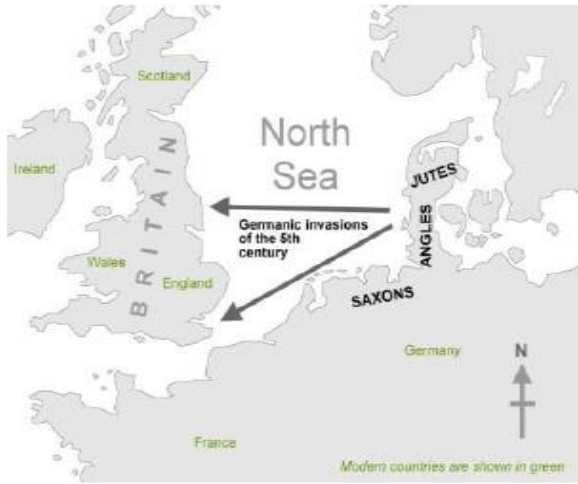 Scotland
North
Sea
Ireland
BRITAIN
JUTES
ANGLES
Germanic invasions
of the 5th
century
Wales
England
SAXONS
Germany
N
France
Modern countries are shown in green